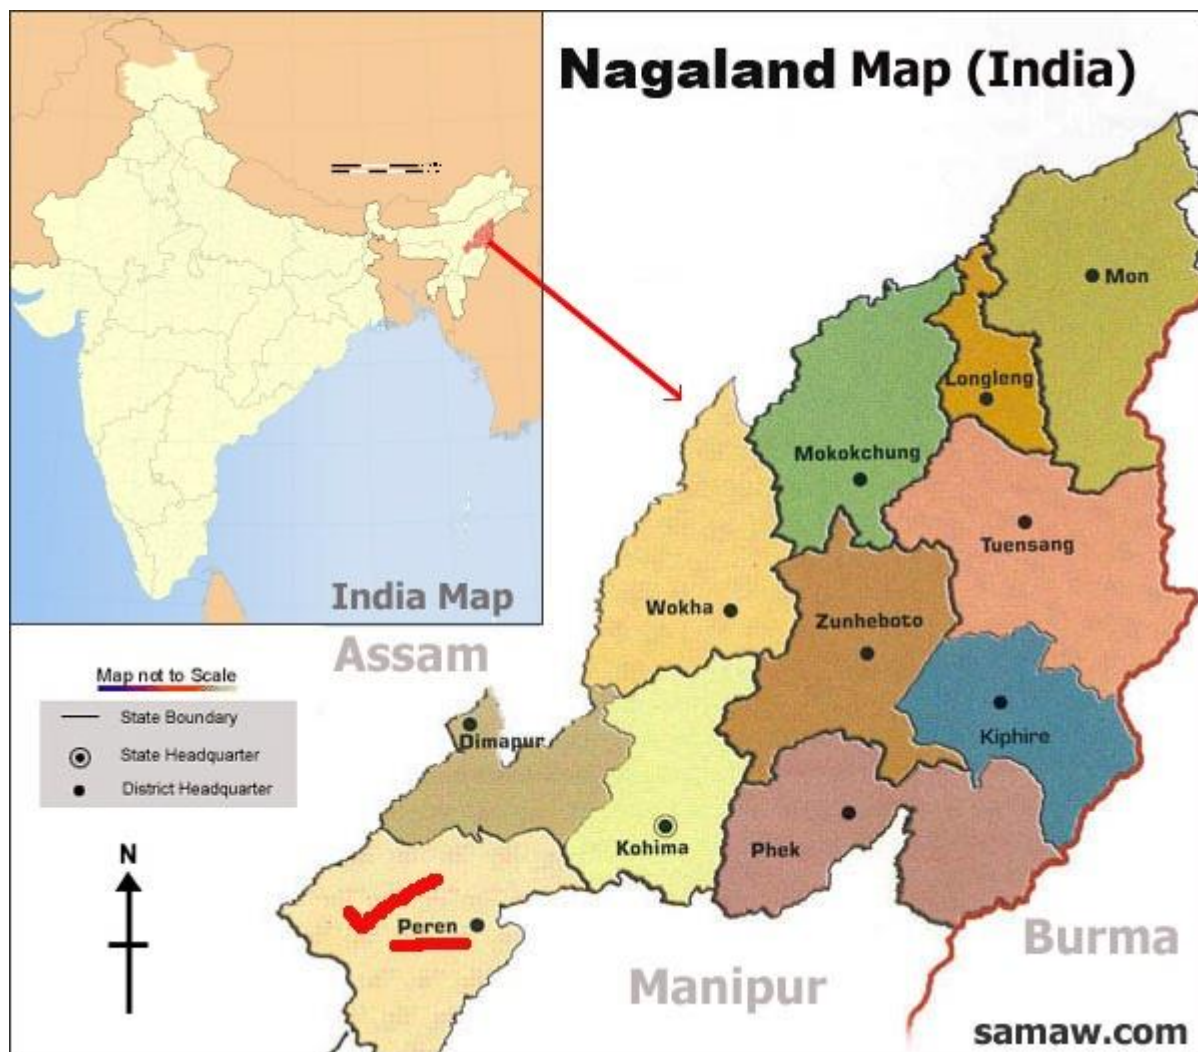 Nagaland Map (India)
India Map
Assam
Map not to Scale
State Boundary
State Headquarter
District Headquarter
N
Mon
Longleng
Mokokchung
Tuensang
Wokha
Zunheboto
Kiphire
Dimapur
Kohima
Phek
Peren
Burma
Manipur
samaw.com